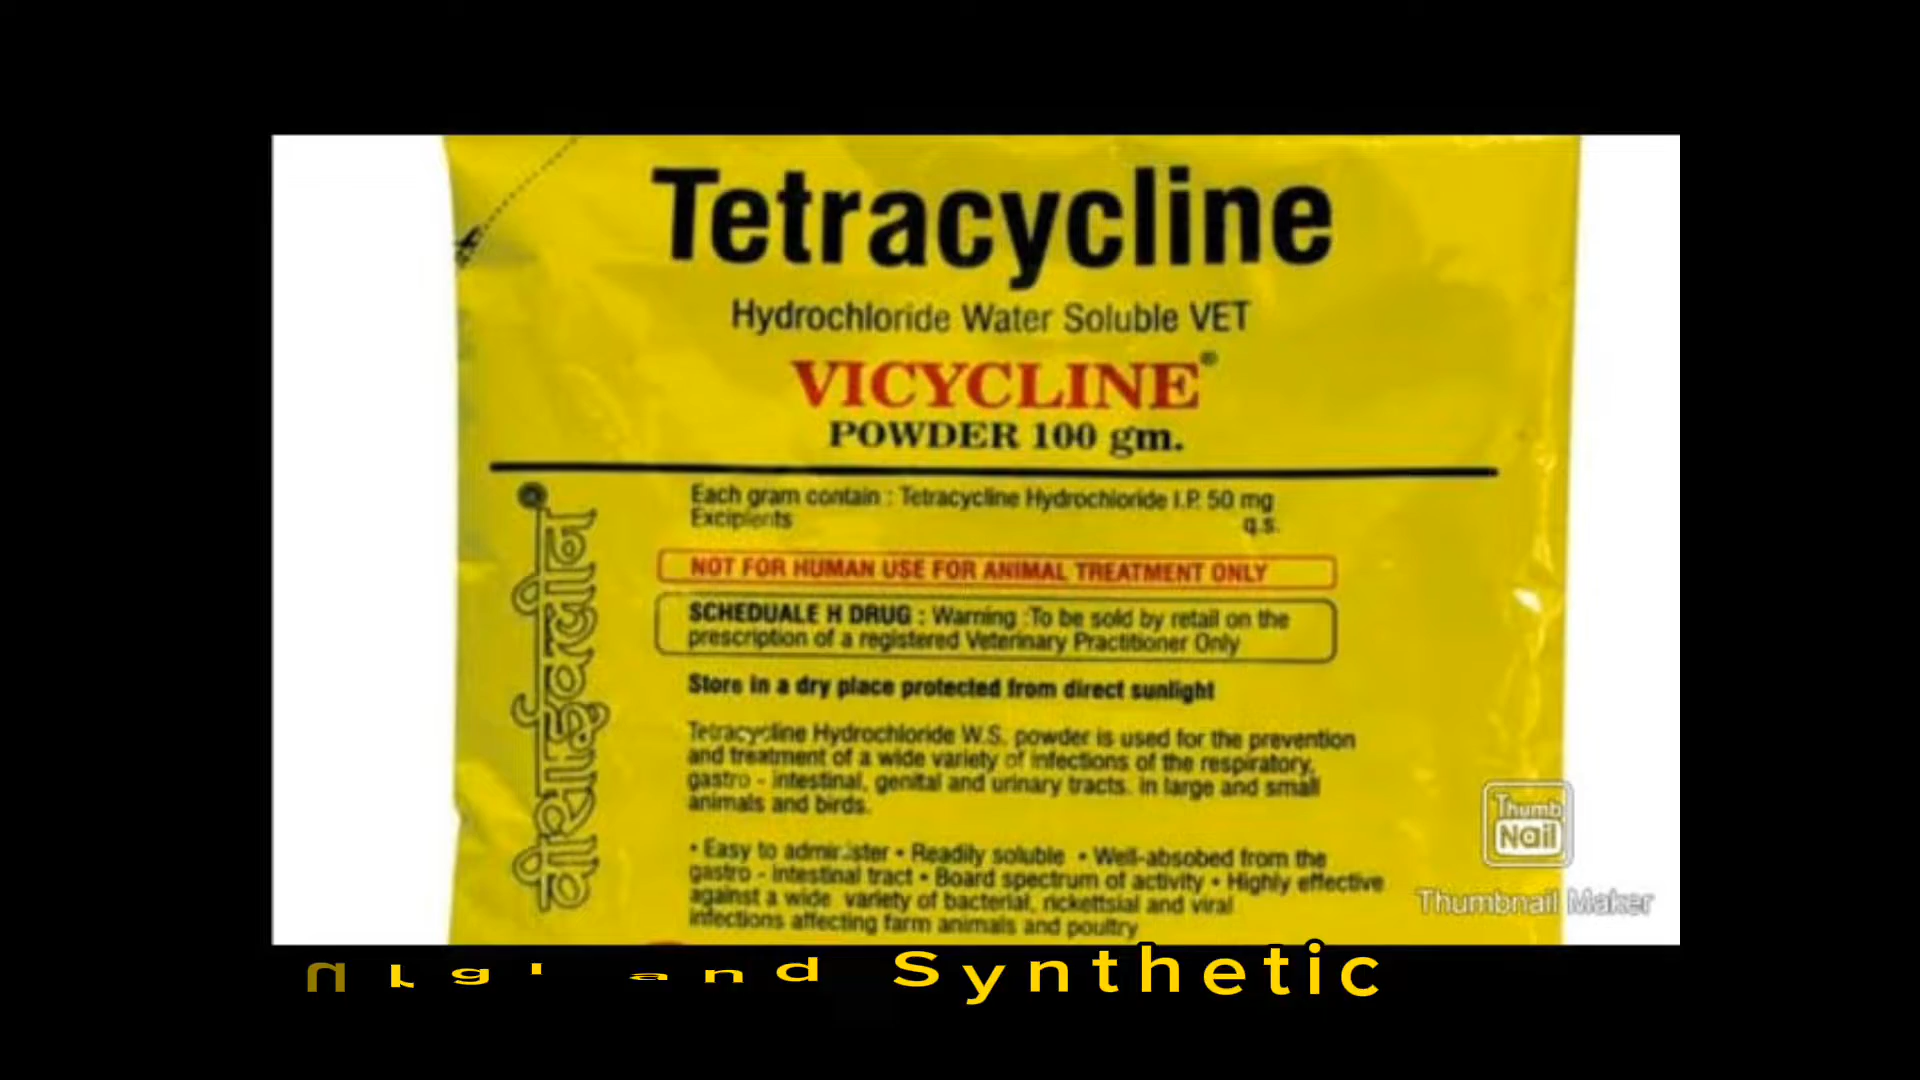 Tetracycline
Hydrochloride Water Soluble VET
VICYCLINE®
POWDER 100 gm.
Each gram contain : Tetracycline Hydrochloride I.P. 50 mg
Excipients q.s.
NOT FOR HUMAN USE FOR ANIMAL TREATMENT ONLY
SCHEDUALE H DRUG : Warning :To be sold by retail on the
prescription of a registered Veterinary Practitioner Only
Store in a dry place protected from direct sunlight
Tetracycline Hydrochloride W.S. powder is used for the prevention
and treatment of a wide variety of infections of the respiratory,
gastro - intestinal, genital and urinary tracts. in large and small
animals and birds.
• Easy to administer • Readily soluble • Well-absobed from the
gastro - intestinal tract • Board spectrum of activity • Highly effective
against a wide variety of bacterial, rickettsial and viral
infections affecting farm animals and poultry
वीसाईक्लीन
Thumb
Nail
Thumbnail Maker
and Synthetic